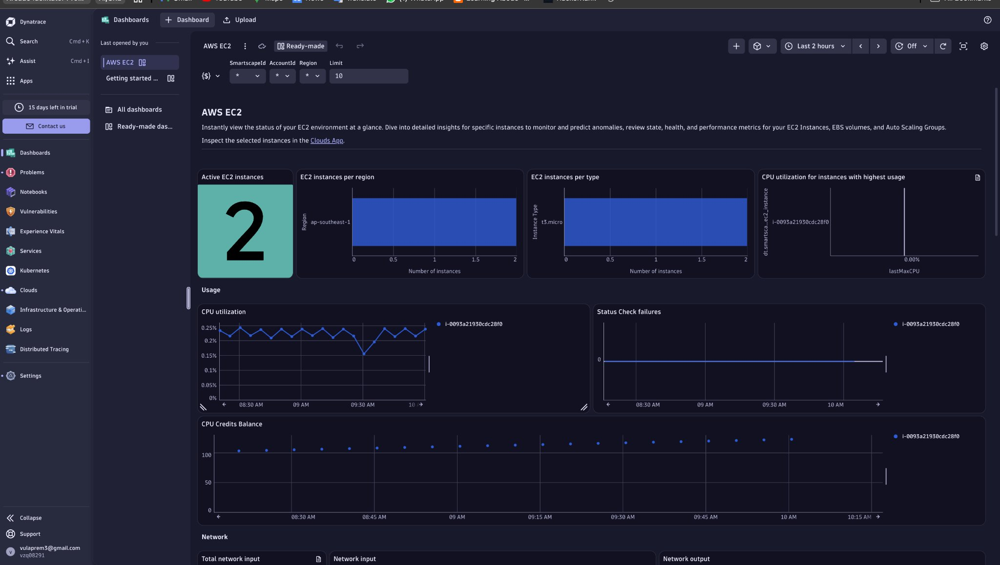 Gmail
YouTube
Maps
News
Translate
(1) WhatsApp
HackerRank
All Bookmarks
Dynatrace
Search Cmd + K
Assist Cmd + I
Apps
15 days left in trial
Contact us
Dashboards
Problems
Notebooks
Vulnerabilities
Experience Vitals
Services
Kubernetes
Clouds
Infrastructure & Operati...
Logs
Distributed Tracing
Settings
Collapse
Support
v
vulaprem3@gmail.com
vzq08291
Dashboards
Dashboard
Upload
Last opened by you
AWS EC2
Getting started ...
All dashboards
Ready-made das...
AWS EC2
Ready-made
Last 2 hours
Off
{$}
SmartscapeId AccountId Region Limit
* * * 10
AWS EC2
Instantly view the status of your EC2 environment at a glance. Dive into detailed insights for specific instances to monitor and predict anomalies, review state, health, and performance metrics for your EC2 Instances, EBS volumes, and Auto Scaling Groups.
Inspect the selected instances in the Clouds App.
Active EC2 instances
2
EC2 instances per region
Region
ap-southeast-1
0 0.5 1 1.5 2
Number of instances
EC2 instances per type
Instance Type
t3.micro
0 0.5 1 1.5 2
Number of instances
CPU utilization for instances with highest usage
dt.smartsca...ec2_instance
i-0093a21930cdc28f0
0.00%
lastMaxCPU
Usage
CPU utilization
0.25%
0.2%
0.15%
0.1%
0.05%
0%
08:30 AM 09 AM 09:30 AM 10
i-0093a21930cdc28f0
Status Check failures
0
08:30 AM 09 AM 09:30 AM 10 AM
i-0093a21930cdc28f0
CPU Credits Balance
100
50
0
08:30 AM 08:45 AM 09 AM 09:15 AM 09:30 AM 09:45 AM 10 AM 10:15 AM
i-0093a21930cdc28f0
Network
Total network input
Network input
Network output